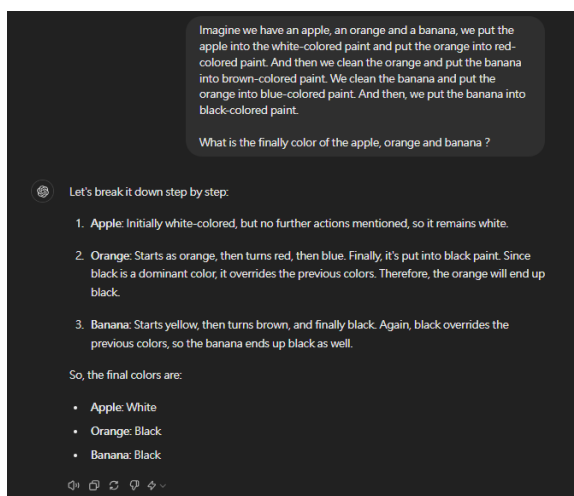 Imagine we have an apple, an orange and a banana, we put the
apple into the white-colored paint and put the orange into red-
colored paint. And then we clean the orange and put the banana
into brown-colored paint. We clean the banana and put the
orange into blue-colored paint. And then, we put the banana into
black-colored paint.
What is the finally color of the apple, orange and banana ?
Let's break it down step by step:
1. Apple: Initially white-colored, but no further actions mentioned, so it remains white.
2. Orange: Starts as orange, then turns red, then blue. Finally, it's put into black paint. Since
black is a dominant color, it overrides the previous colors. Therefore, the orange will end up
black.
3. Banana: Starts yellow, then turns brown, and finally black. Again, black overrides the
previous colors, so the banana ends up black as well.
So, the final colors are:
• Apple: White
• Orange: Black
• Banana: Black